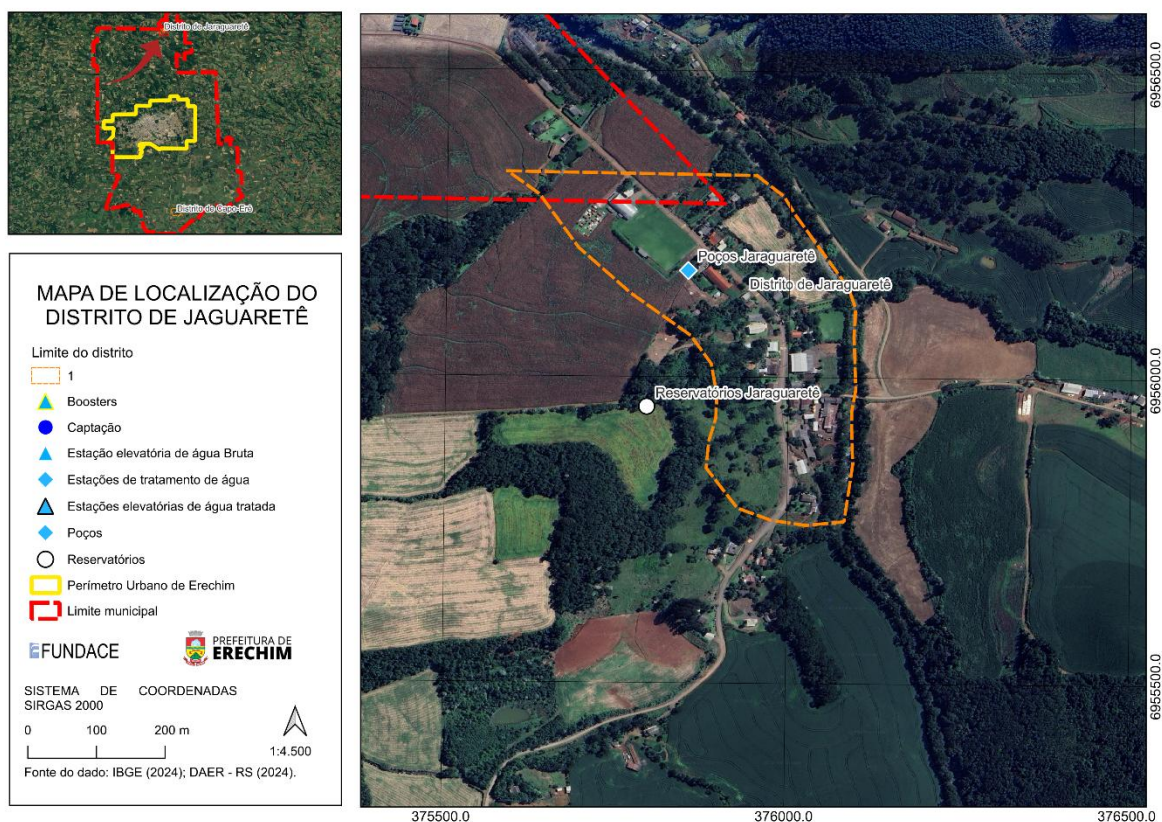 Distrito de Jaraguaretê
Distrito de Capo-Erê
MAPA DE LOCALIZAÇÃO DO
DISTRITO DE JAGUARETÊ
Limite do distrito
1
Boosters
Captação
Estação elevatória de água Bruta
Estações de tratamento de água
Estações elevatórias de água tratada
Poços
Reservatórios
Perímetro Urbano de Erechim
Limite municipal
FUNDACE
PREFEITURA DE
ERECHIM
SISTEMA DE COORDENADAS
SIRGAS 2000
0 100 200 m
1:4.500
Fonte do dado: IBGE (2024); DAER - RS (2024).
Poços Jaraguaretê
Distrito de Jaraguaretê
Reservatórios Jaraguaretê
6956500.0
6956000.0
6955500.0
375500.0 376000.0 376500.0